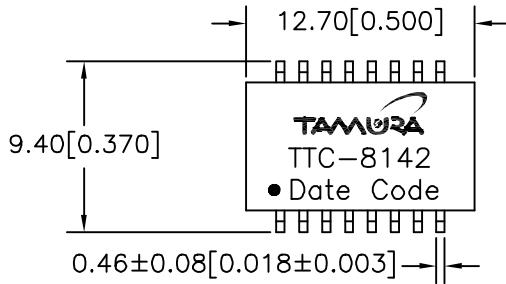 12.70[0.500]
9.40[0.370]
TAMURA
TTC-8142
Date Code
0.46±0.08[0.018±0.003]